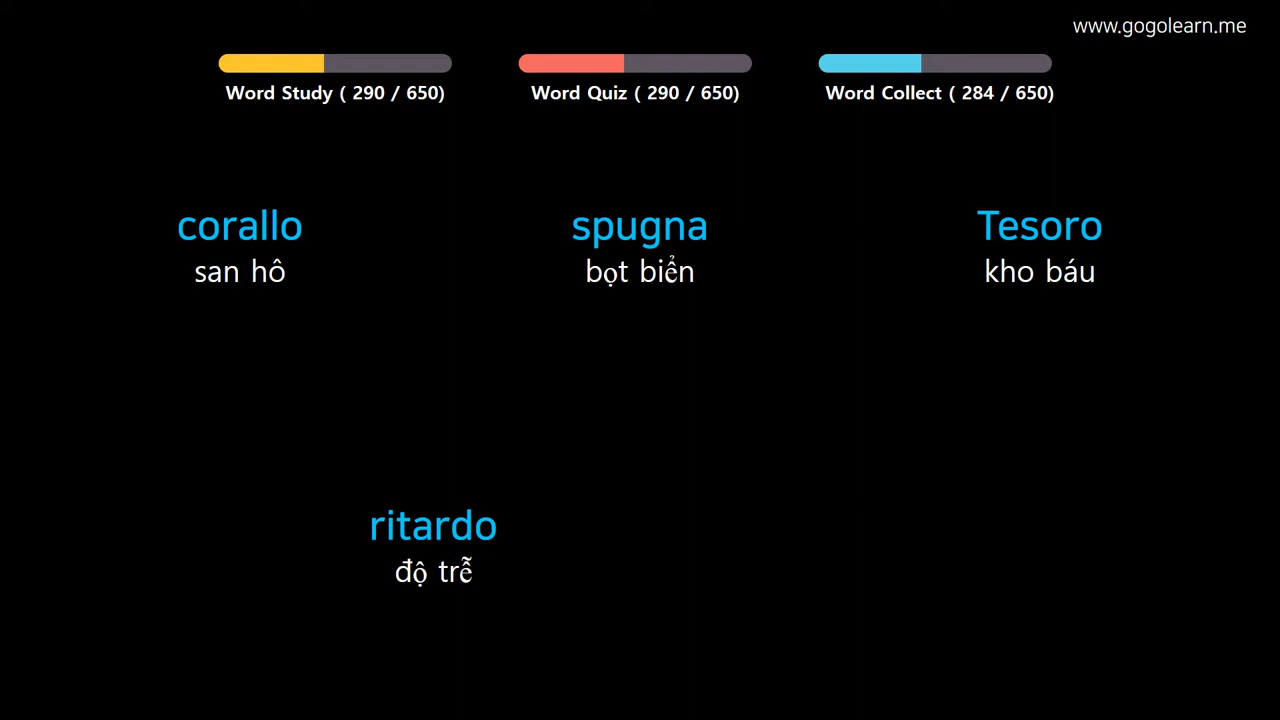 www.gogolearn.me
Word Study ( 290 / 650)
Word Quiz ( 290 / 650)
Word Collect ( 284 / 650)
corallo
san hô
spugna
bọt biển
Tesoro
kho báu
ritardo
độ trễ